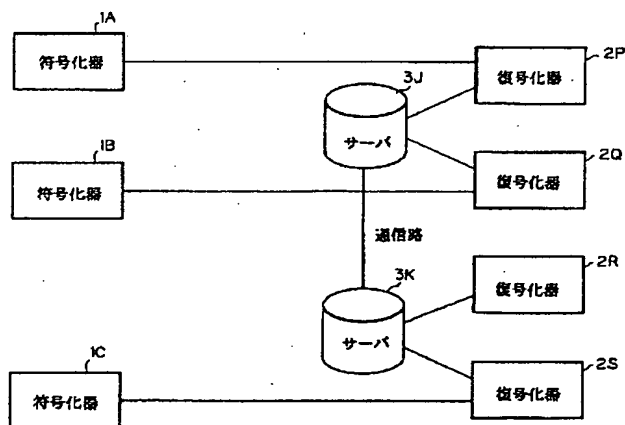 1A
符号化器
2P
復号化器
3J
サーバ
1B
符号化器
2Q
復号化器
通信路
2R
復号化器
3K
サーバ
1C
符号化器
2S
復号化器